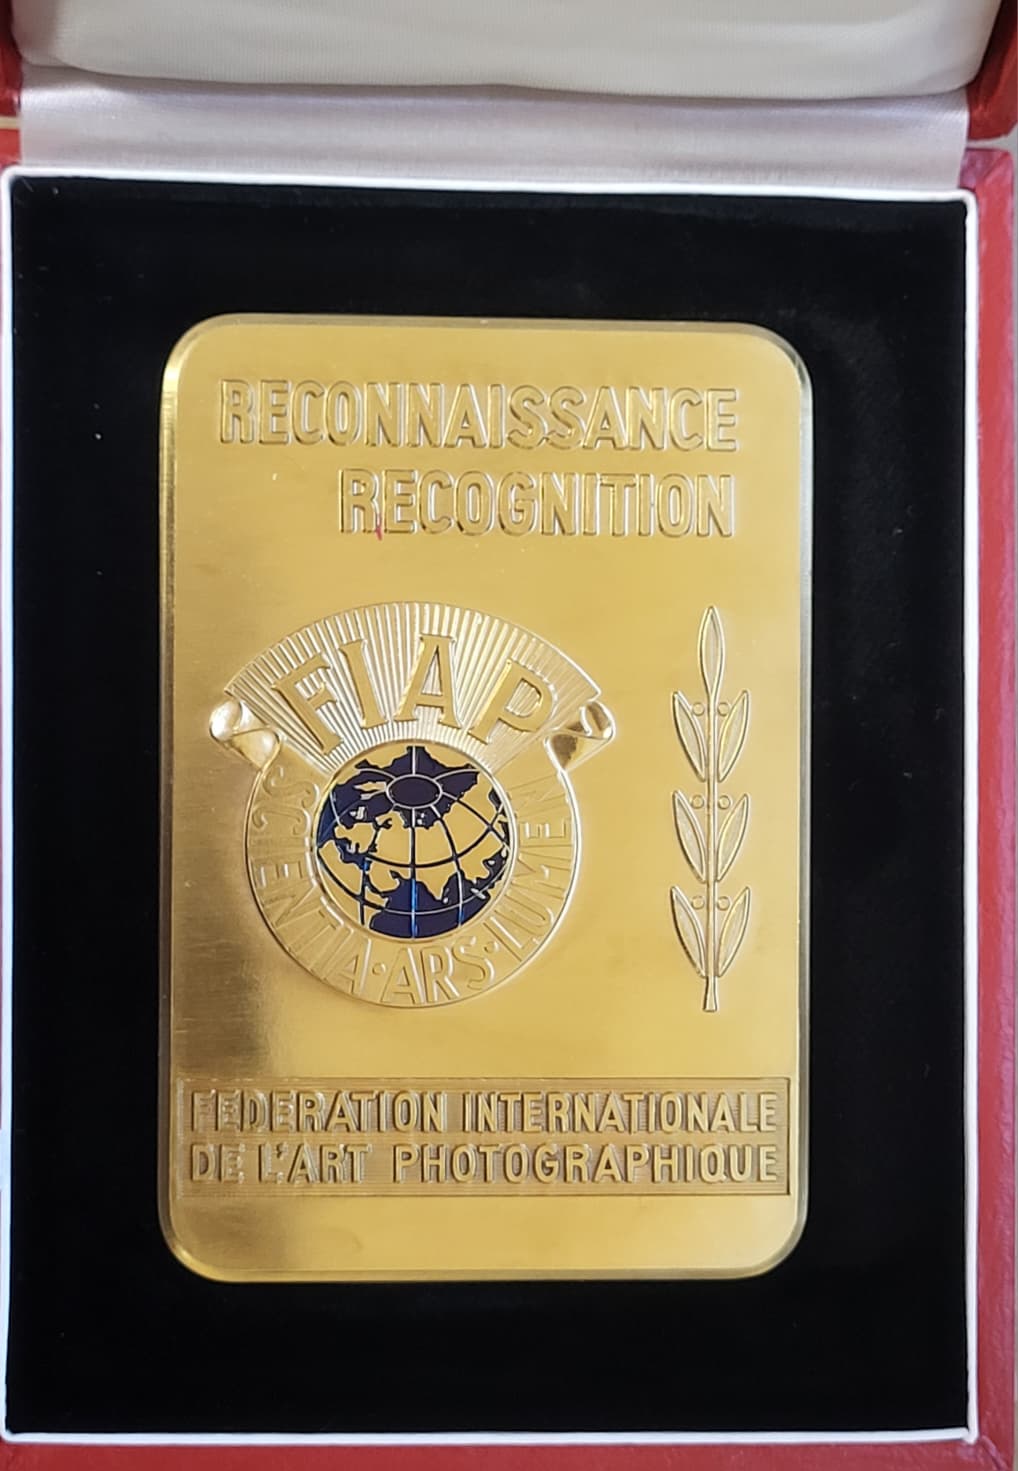 RECONNAISSANCE
RECOGNITION
FIAP
SCIENTIA·ARS·LUMEN
FEDERATION INTERNATIONALE
DE L'ART PHOTOGRAPHIQUE